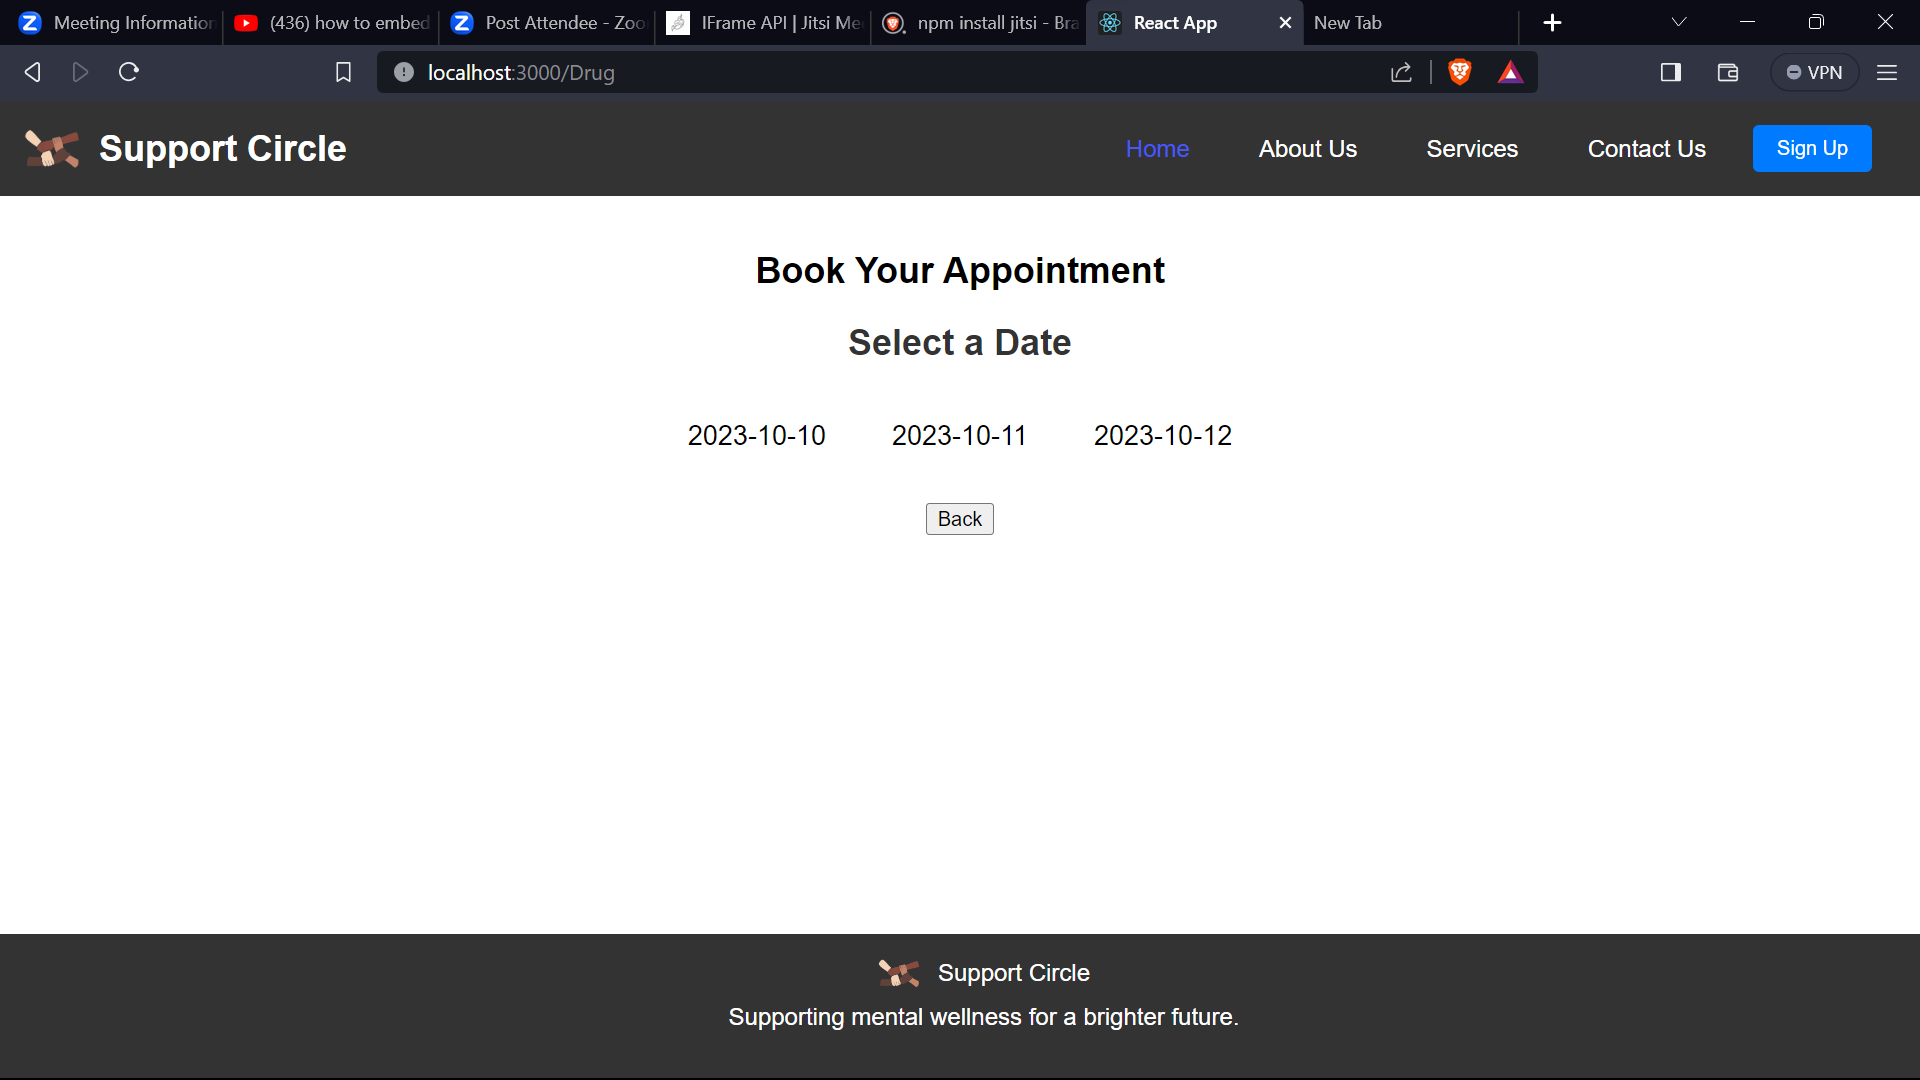 Meeting Information
(436) how to embed
Post Attendee - Zoo
IFrame API | Jitsi Me
npm install jitsi - Bra
React App
New Tab
localhost:3000/Drug
VPN
Support Circle
Home
About Us
Services
Contact Us
Sign Up
Book Your Appointment
Select a Date
2023-10-10
2023-10-11
2023-10-12
Back
Support Circle
Supporting mental wellness for a brighter future.